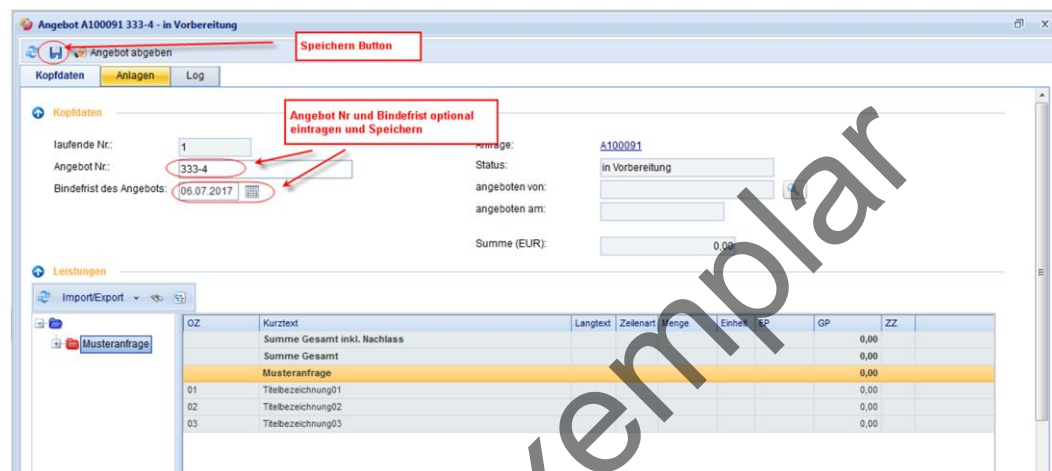 Angebot A100091 333-4 - in Vorbereitung
Speichern Button
Angebot abgeben
Kopfdaten Anlagen Log
Kopfdaten
Angebot Nr und Bindefrist optional
eintragen und Speichern
laufende Nr.: 1
Anfrage: A100091
Angebot Nr.: 333-4
Status: in Vorbereitung
Bindefrist des Angebots: 06.07.2017
angeboten von:
angeboten am:
Summe (EUR): 0,00
Leistungen
Import/Export
Musteranfrage
OZ Kurztext Langtext Zeilenart Menge Einheit EP GP ZZ
Summe Gesamt inkl. Nachlass 0,00
Summe Gesamt 0,00
Musteranfrage 0,00
01 Titelbezeichnung01 0,00
02 Titelbezeichnung02 0,00
03 Titelbezeichnung03 0,00
xemplar